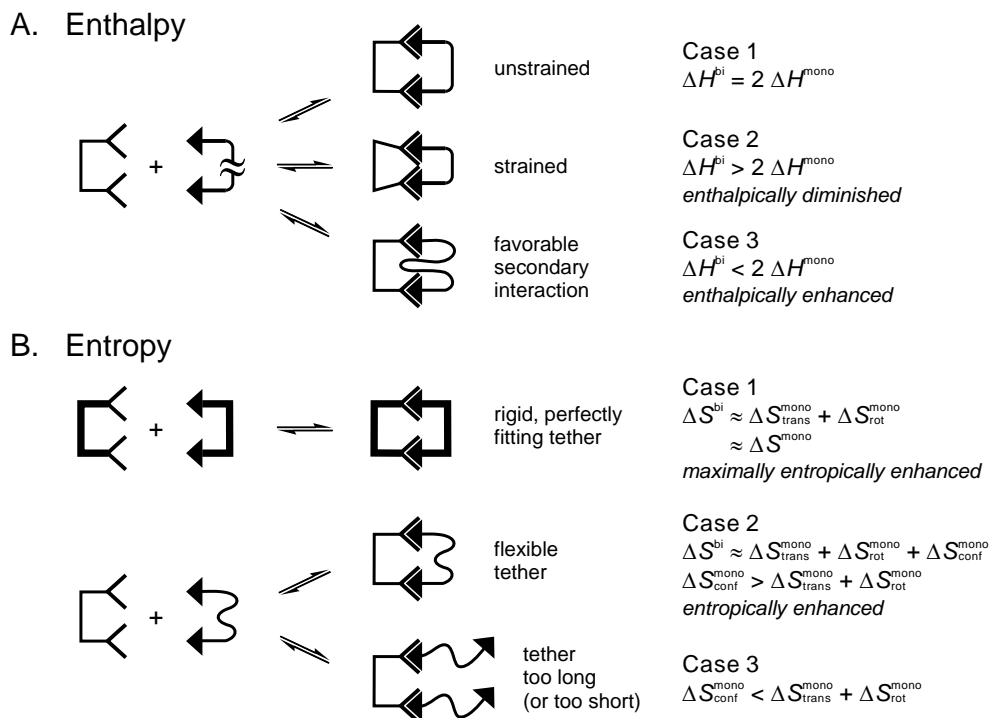 A. Enthalpy
unstrained
Case 1
ΔH^bi = 2 ΔH^mono
+
strained
Case 2
ΔH^bi > 2 ΔH^mono
enthalpically diminished
favorable
secondary
interaction
Case 3
ΔH^bi < 2 ΔH^mono
enthalpically enhanced
B. Entropy
+
rigid, perfectly
fitting tether
Case 1
ΔS^bi ≈ ΔS^mono_trans + ΔS^mono_rot
≈ ΔS^mono
maximally entropically enhanced
flexible
tether
Case 2
ΔS^bi ≈ ΔS^mono_trans + ΔS^mono_rot + ΔS^mono_conf
ΔS^mono_conf > ΔS^mono_trans + ΔS^mono_rot
entropically enhanced
+
tether
too long
(or too short)
Case 3
ΔS^mono_conf < ΔS^mono_trans + ΔS^mono_rot